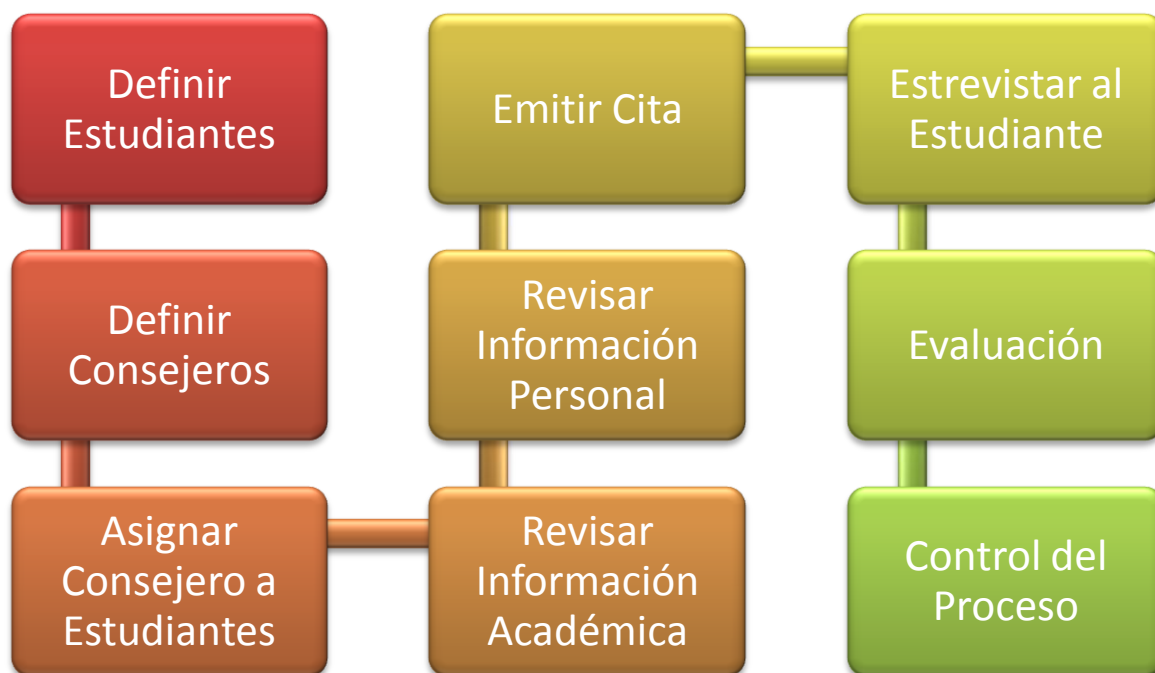 Definir
Estudiantes
Definir
Consejeros
Asignar
Consejero a
Estudiantes
Revisar
Información
Académica
Revisar
Información
Personal
Emitir Cita
Estrevistar al
Estudiante
Evaluación
Control del
Proceso